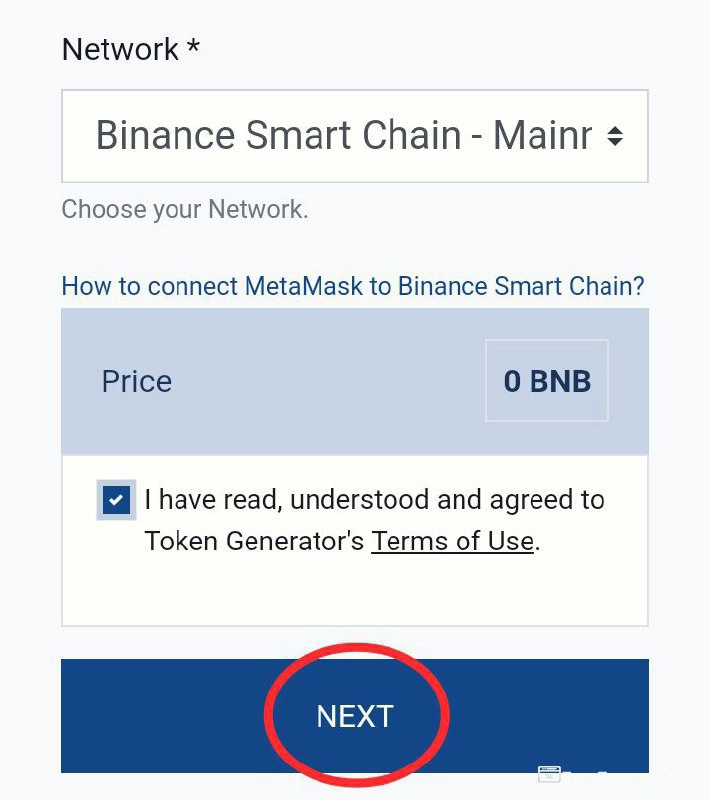 Network *
Binance Smart Chain - Mainr
Choose your Network.
How to connect MetaMask to Binance Smart Chain?
Price
0 BNB
I have read, understood and agreed to
Token Generator's Terms of Use.
NEXT